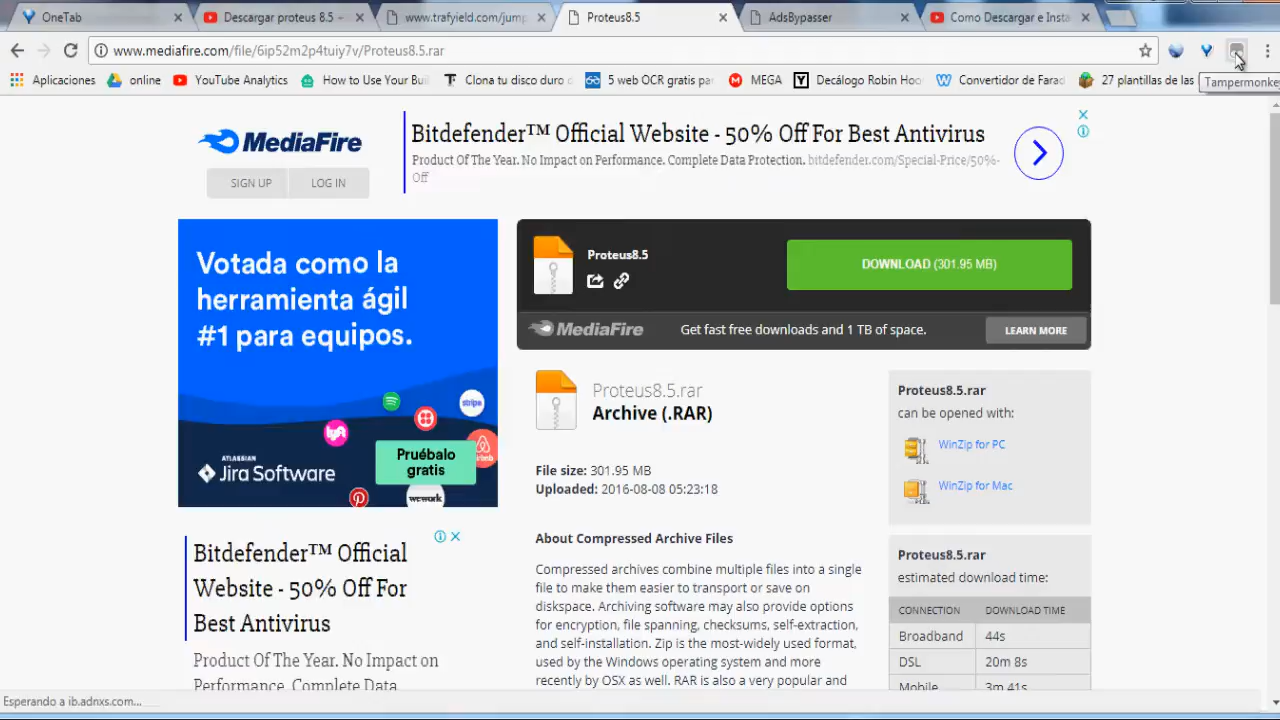 OneTab
Descargar proteus 8.5 -
www.trafyield.com/jump
Proteus8.5
AdsBypasser
Como Descargar e Insta
www.mediafire.com/file/6ip52m2p4tuiy7v/Proteus8.5.rar
Aplicaciones
online
YouTube Analytics
How to Use Your Bu
Clona tu disco duro
5 web OCR gratis pa
MEGA
Decálogo Robin Hoo
Convertidor de Farad
27 plantillas de las
Tampermonke
MediaFire
SIGN UP
LOG IN
Bitdefender™ Official Website - 50% Off For Best Antivirus
Product Of The Year. No Impact on Performance. Complete Data Protection. bitdefender.com/Special-Price/50%-
Off
Votada como la
herramienta ágil
#1 para equipos.
stripe
lyft
airbnb
ATLASSIAN
Jira Software
Pruébalo
gratis
wework
Proteus8.5
DOWNLOAD (301.95 MB)
MediaFire
Get fast free downloads and 1 TB of space.
LEARN MORE
Proteus8.5.rar
Archive (.RAR)
File size: 301.95 MB
Uploaded: 2016-08-08 05:23:18
About Compressed Archive Files
Compressed archives combine multiple files into a single
file to make them easier to transport or save on
diskspace. Archiving software may also provide options
for encryption, file spanning, checksums, self-extraction,
and self-installation. Zip is the most-widely used format,
used by the Windows operating system and more
recently by OSX as well. RAR is also a very popular and
Proteus8.5.rar
can be opened with:
WinZip for PC
WinZip for Mac
Proteus8.5.rar
estimated download time:
CONNECTION DOWNLOAD TIME
Broadband 44s
DSL 20m 8s
Mobile 3m 41s
Bitdefender™ Official
Website - 50% Off For
Best Antivirus
Product Of The Year. No Impact on
Performance. Complete Data
Esperando a ib.adnxs.com...